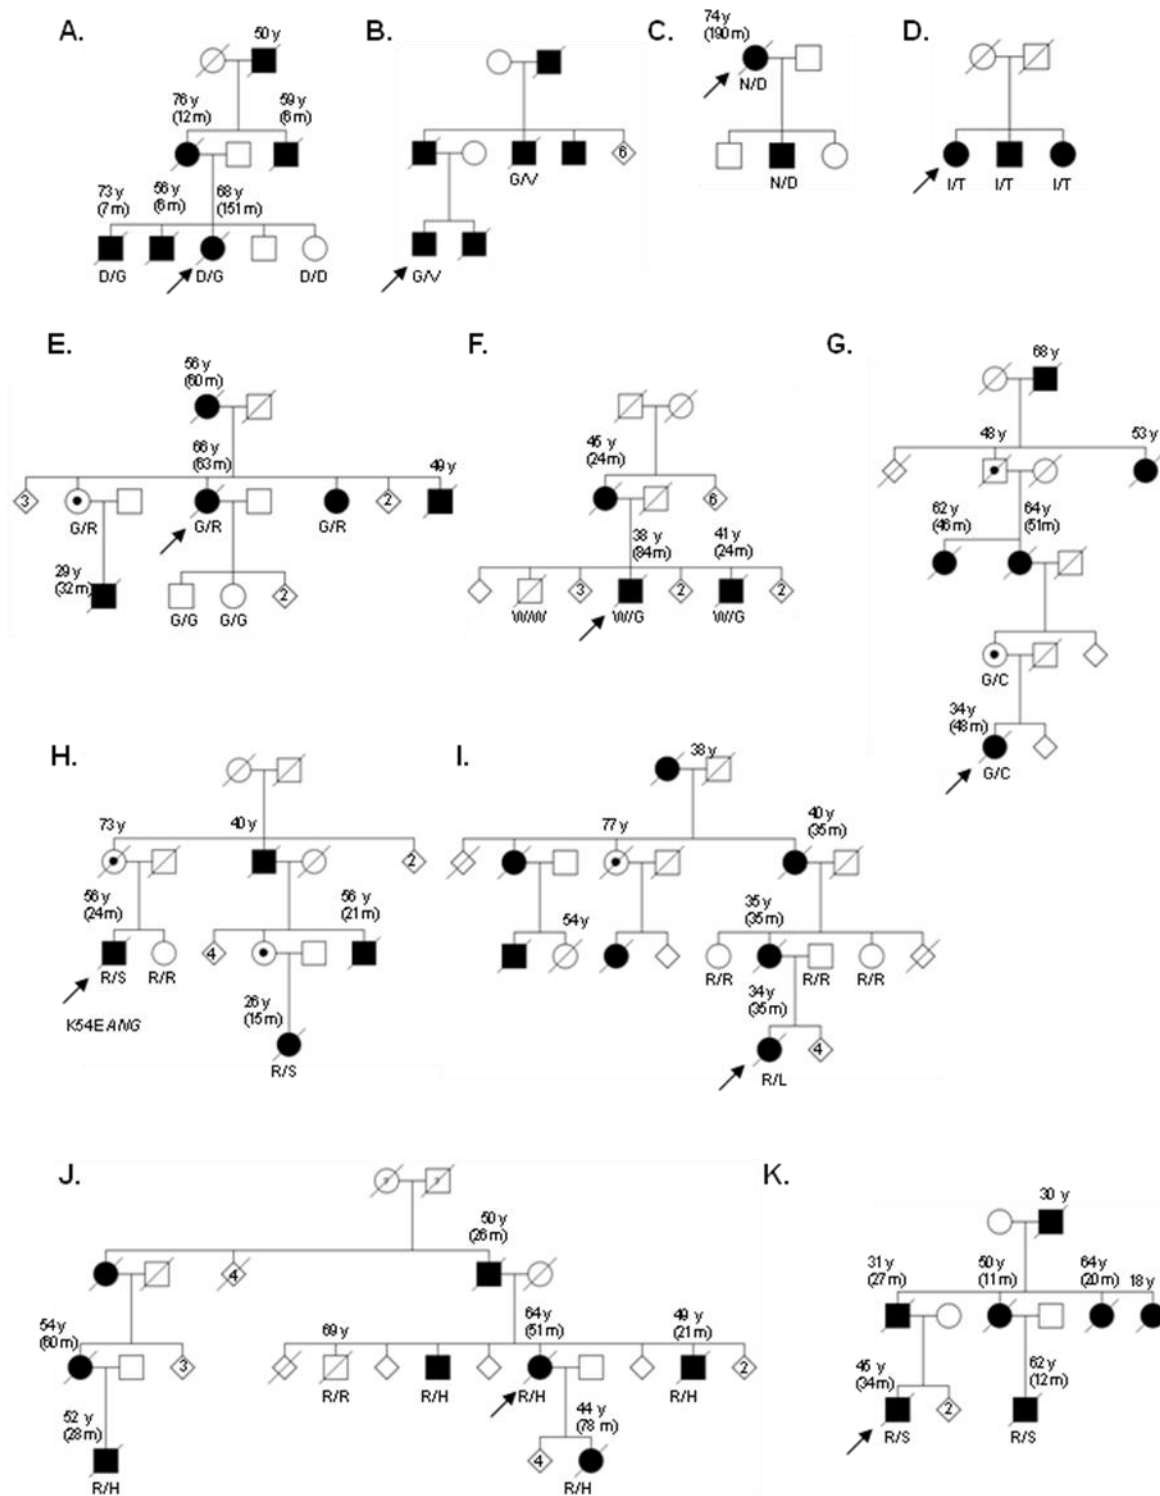 A.
50 y
76 y
(12 m)
59 y
(6 m)
73 y
(7 m)
56 y
(6 m)
68 y
(151 m)
D/G
D/G
D/D
B.
6
G/V
G/V
C.
74 y
(190 m)
N/D
N/D
D.
I/T
I/T
I/T
E.
56 y
(60 m)
66 y
(63 m)
49 y
3
2
G/R
G/R
G/R
29 y
(32 m)
G/G
G/G
2
F.
45 y
(24 m)
6
38 y
(84 m)
41 y
(24 m)
3
2
2
W/W
W/G
W/G
G.
68 y
48 y
53 y
62 y
(46 m)
64 y
(51 m)
G/C
34 y
(48 m)
G/C
H.
73 y
40 y
2
56 y
(24 m)
56 y
(21 m)
4
R/S
R/R
K54E ANG
26 y
(15 m)
R/S
I.
38 y
77 y
40 y
(35 m)
54 y
35 y
(35 m)
R/R
R/R
R/R
34 y
(35 m)
4
R/L
J.
?
?
50 y
(26 m)
4
54 y
(60 m)
3
69 y
64 y
(51 m)
49 y
(21 m)
2
R/R
R/H
R/H
R/H
52 y
(28 m)
44 y
(78 m)
4
R/H
R/H
K.
30 y
31 y
(27 m)
50 y
(11 m)
64 y
(20 m)
18 y
45 y
(34 m)
62 y
(12 m)
2
R/S
R/S